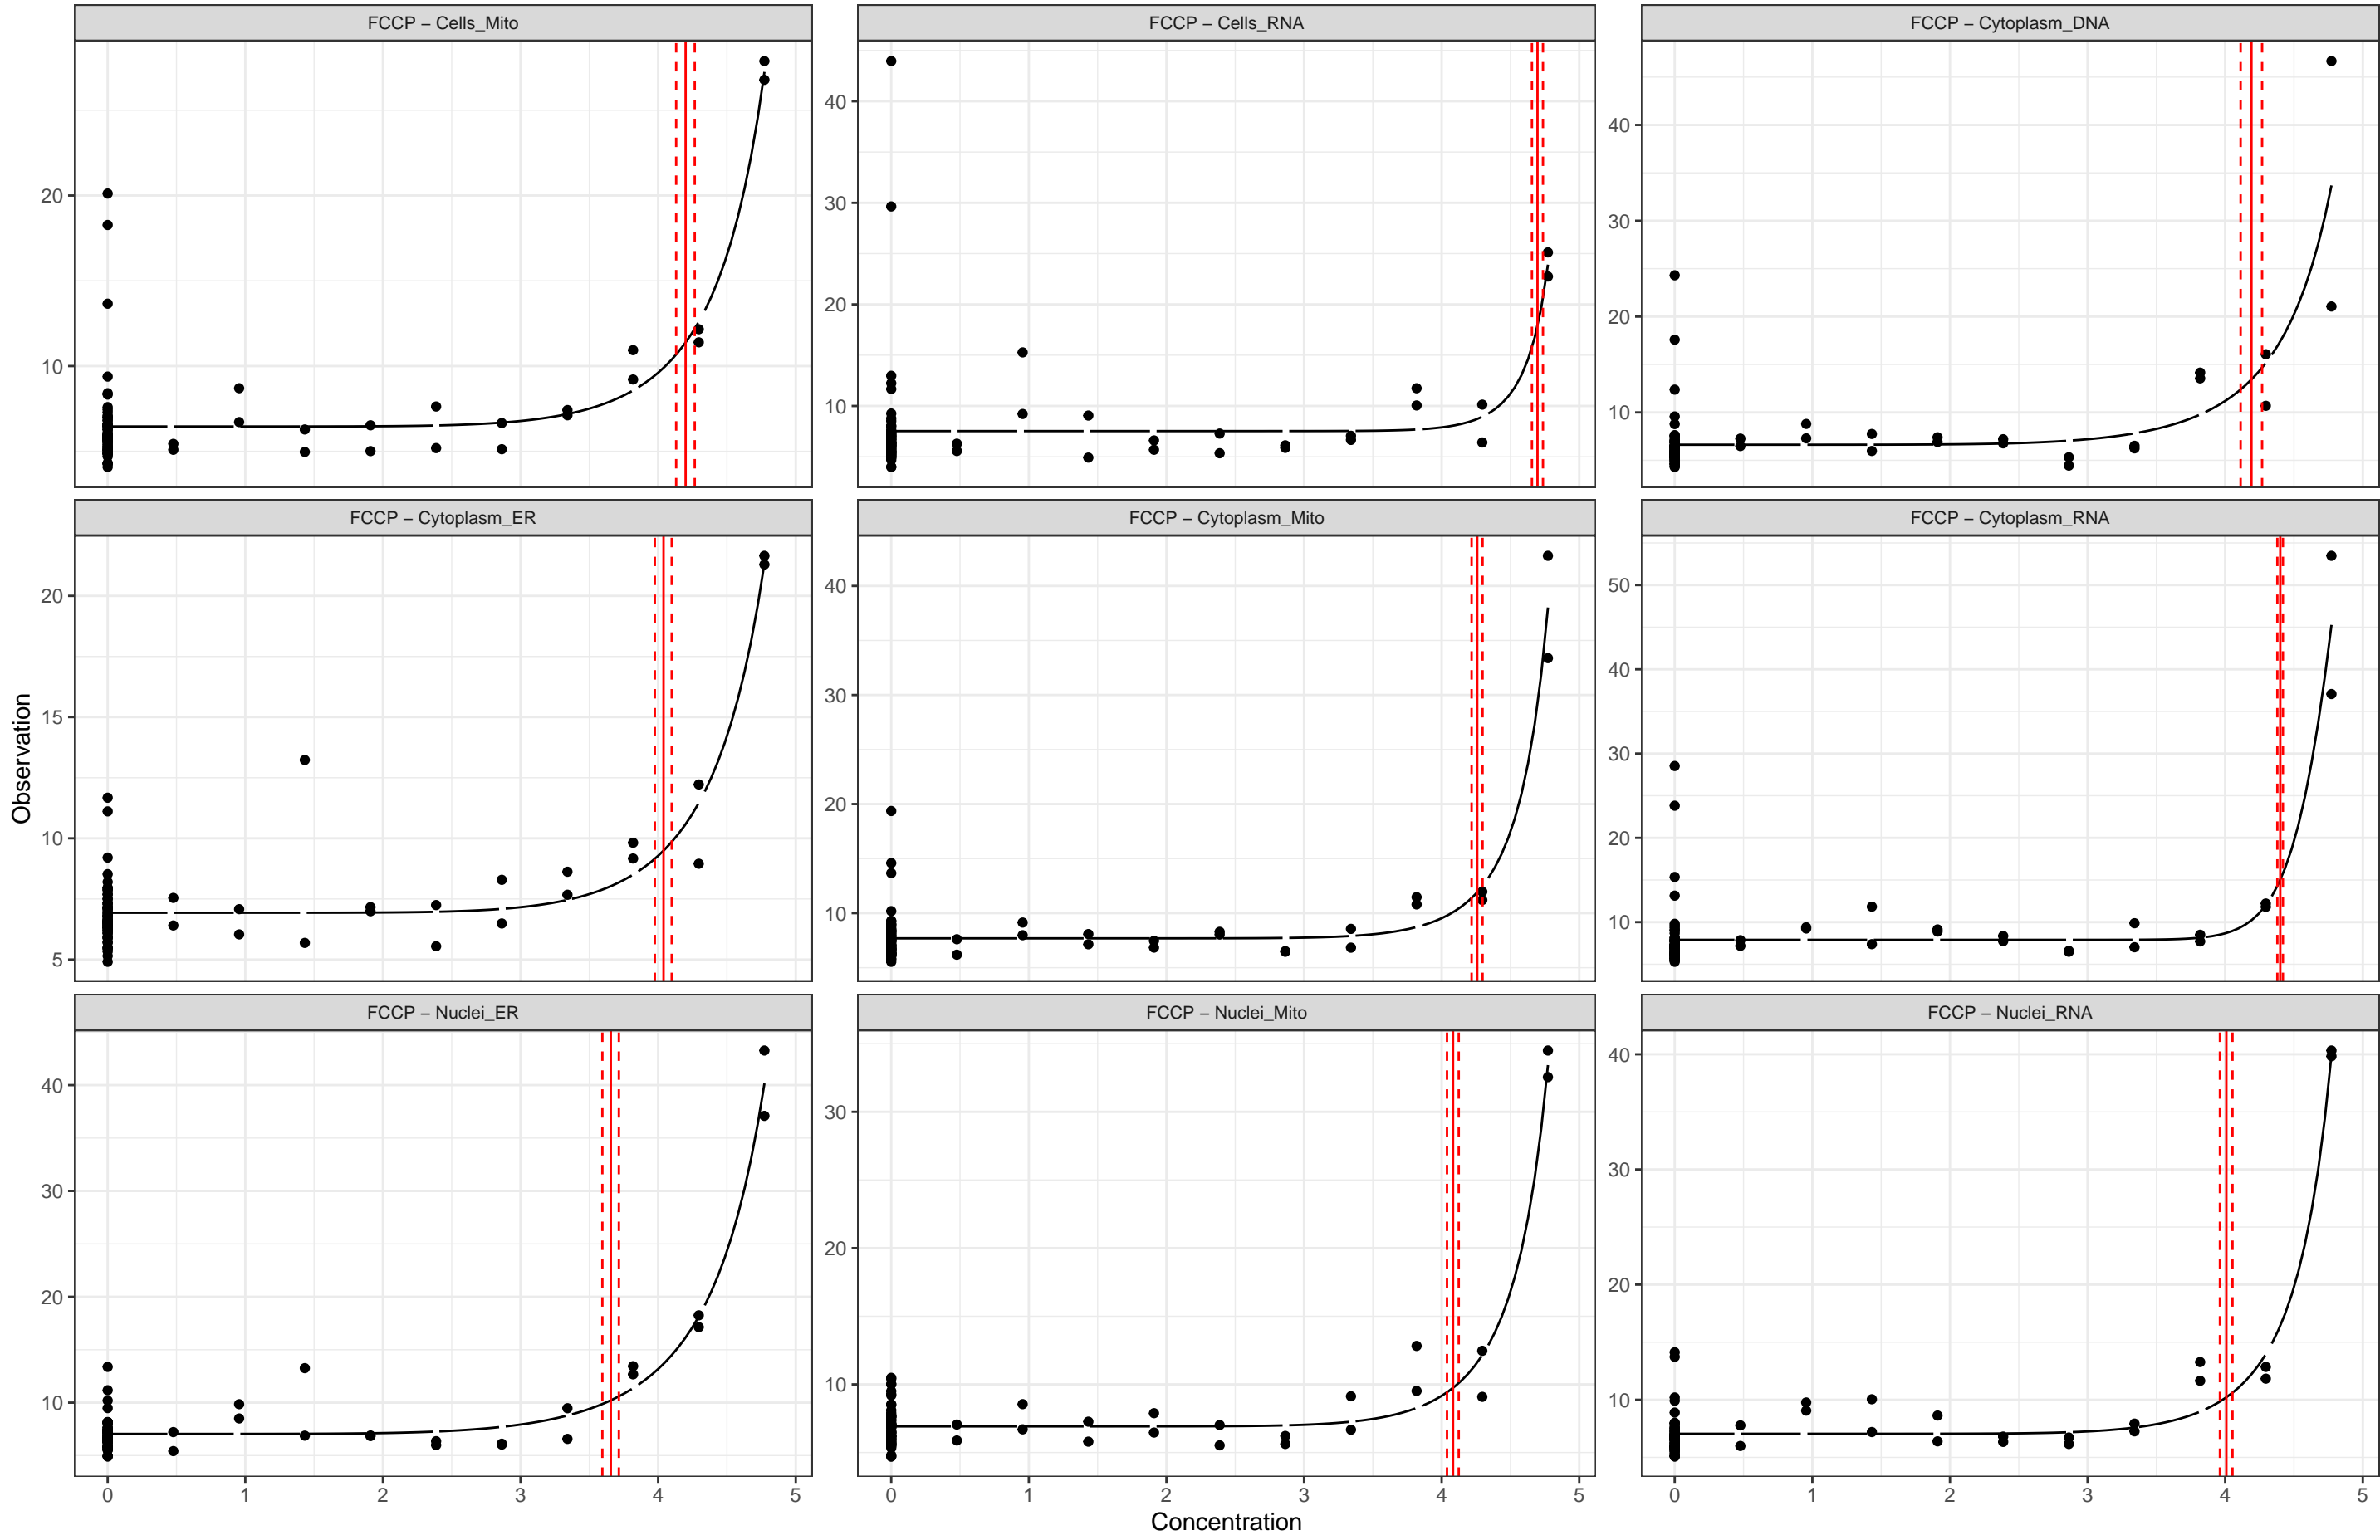 FCCP – Cells_Mito
FCCP – Cells_RNA
FCCP – Cytoplasm_DNA
20
10
40
30
20
10
40
30
20
10
FCCP – Cytoplasm_ER
FCCP – Cytoplasm_Mito
FCCP – Cytoplasm_RNA
20
15
10
5
40
30
20
10
50
40
30
20
10
FCCP – Nuclei_ER
FCCP – Nuclei_Mito
FCCP – Nuclei_RNA
40
30
20
10
30
20
10
40
30
20
10
0 1 2 3 4 5
0 1 2 3 4 5
0 1 2 3 4 5
Observation
Concentration